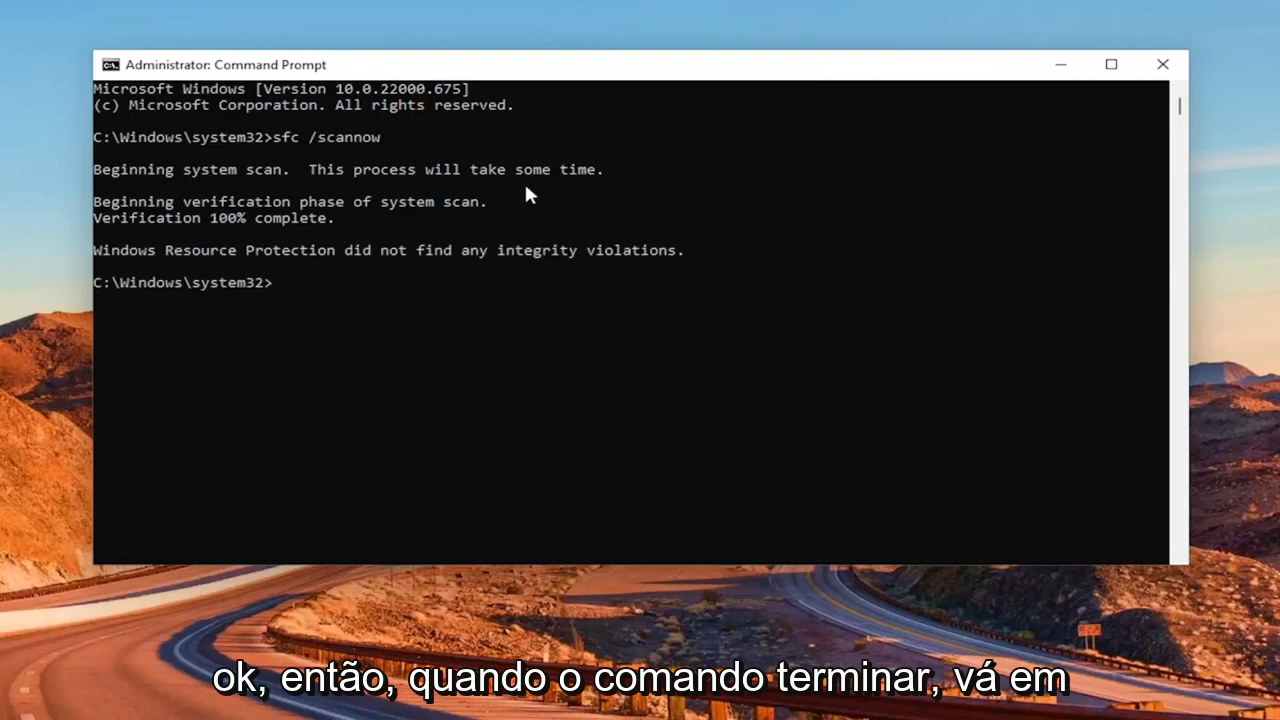 Administrator: Command Prompt
Microsoft Windows [Version 10.0.22000.675]
(c) Microsoft Corporation. All rights reserved.
C:\Windows\system32>sfc /scannow
Beginning system scan.  This process will take some time.
Beginning verification phase of system scan.
Verification 100% complete.
Windows Resource Protection did not find any integrity violations.
C:\Windows\system32>
ok, então, quando o comando terminar, vá em